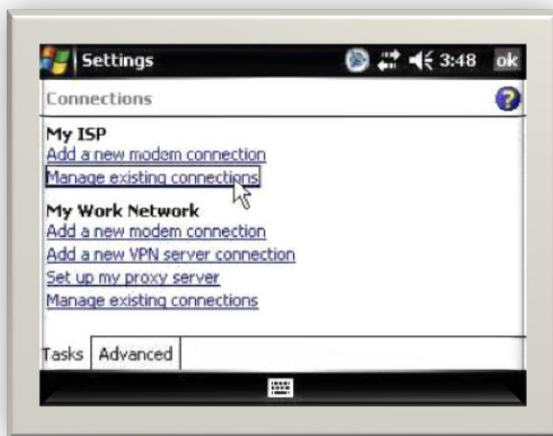 Settings 3:48 ok
Connections
My ISP
Add a new modem connection
Manage existing connections
My Work Network
Add a new modem connection
Add a new VPN server connection
Set up my proxy server
Manage existing connections
Tasks Advanced